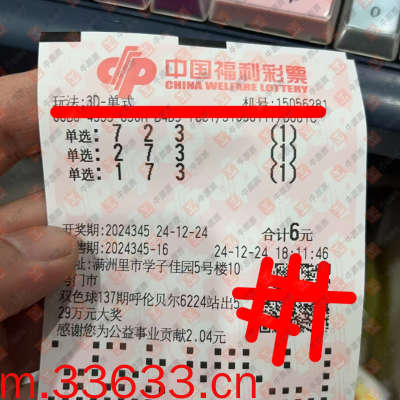 中国福利彩票
CHINA WELFARE LOTTERY
玩法:3D-单式 机号:15056281
单选: 7 2 3 (1)
单选: 2 7 3 (1)
单选: 1 7 3 (1)
开奖期:2024345 24-12-24 合计6元
售期:2024345-16 24-12-24 18:11:46
址:满洲里市学子佳园5号楼10
号门市
双色球137期呼伦贝尔6224站出5
29万元大奖
感谢您为公益事业贡献2.04元
m.33633.cn